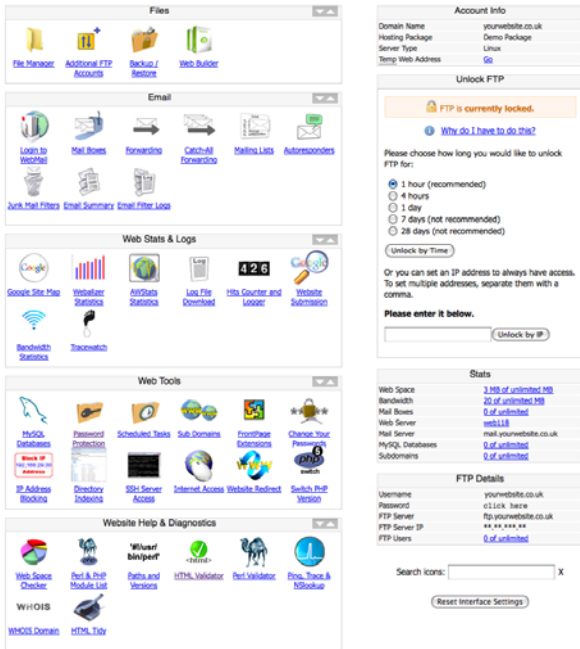 Files
File Manager
Additional FTP Accounts
Backup / Restore
Web Builder
Email
Login to WebMail
Mail Boxes
Forwarding
Catch-All Forwarding
Mailing Lists
Autoresponders
Junk Mail Filters
Email Summary
Email Filter Logs
Web Stats & Logs
Google
Log
4 2 6
Google
Google Site Map
Webalizer Statistics
AWStats Statistics
Log File Download
Hits Counter and Logger
Website Submission
Bandwidth Statistics
Tracewatch
Web Tools
MySQL Databases
Password Protection
Scheduled Tasks
Sub Domains
FrontPage Extensions
Change Your Passwords
Block IP
192.168.20.30
Address
www
php 5
switch
IP Address Blocking
Directory Indexing
SSH Server Access
Internet Access
Website Redirect
Switch PHP Version
Website Help & Diagnostics
'#!/usr/
bin/perl'
<html>
Web Space Checker
Perl & PHP Module List
Paths and Versions
HTML Validator
Perl Validator
Ping, Trace & NSlookup
WHOIS
WHOIS Domain
HTML Tidy
Account Info
Domain Name yourwebsite.co.uk
Hosting Package Demo Package
Server Type Linux
Temp Web Address Go
Unlock FTP
FTP is currently locked.
Why do I have to do this?
Please choose how long you would like to unlock
FTP for:
1 hour (recommended)
4 hours
1 day
7 days (not recommended)
28 days (not recommended)
Unlock by Time
Or you can set an IP address to always have access.
To set multiple addresses, separate them with a
comma.
Please enter it below.
Unlock by IP
Stats
Web Space 3 MB of unlimited MB
Bandwidth 20 of unlimited MB
Mail Boxes 0 of unlimited
Web Server web118
Mail Server mail.yourwebsite.co.uk
MySQL Databases 0 of unlimited
Subdomains 0 of unlimited
FTP Details
Username yourwebsite.co.uk
Password click here
FTP Server ftp.yourwebsite.co.uk
FTP Server IP **.**.***.**
FTP Users 0 of unlimited
Search icons: X
Reset Interface Settings